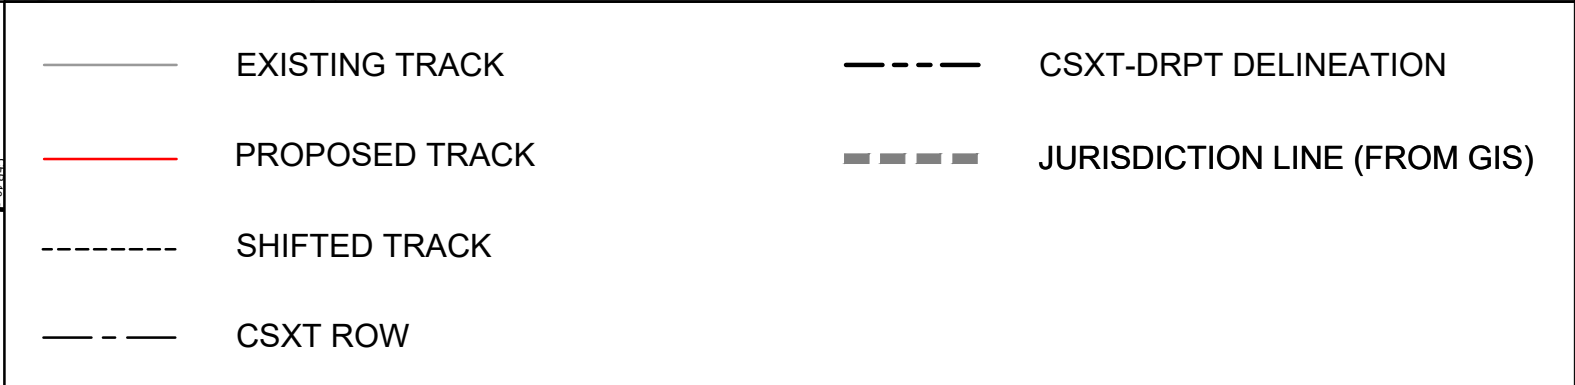 EXISTING TRACK
PROPOSED TRACK
SHIFTED TRACK
CSXT ROW
CSXT-DRPT DELINEATION
JURISDICTION LINE (FROM GIS)